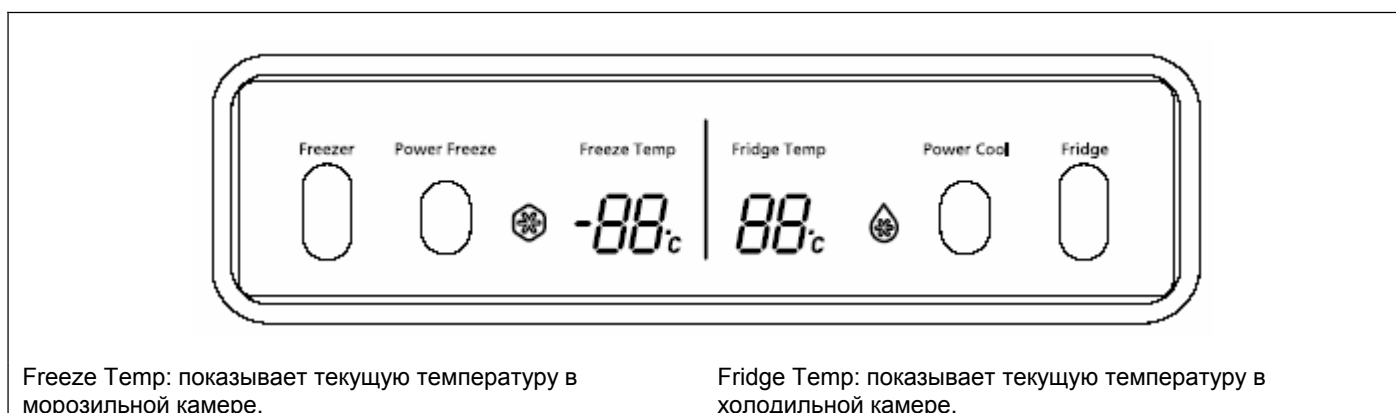 Freezer Power Freeze Freeze Temp Fridge Temp Power Cool Fridge
-88°c 88°c
Freeze Temp: показывает текущую температуру в
морозильной камере.
Fridge Temp: показывает текущую температуру в
холодильной камере.